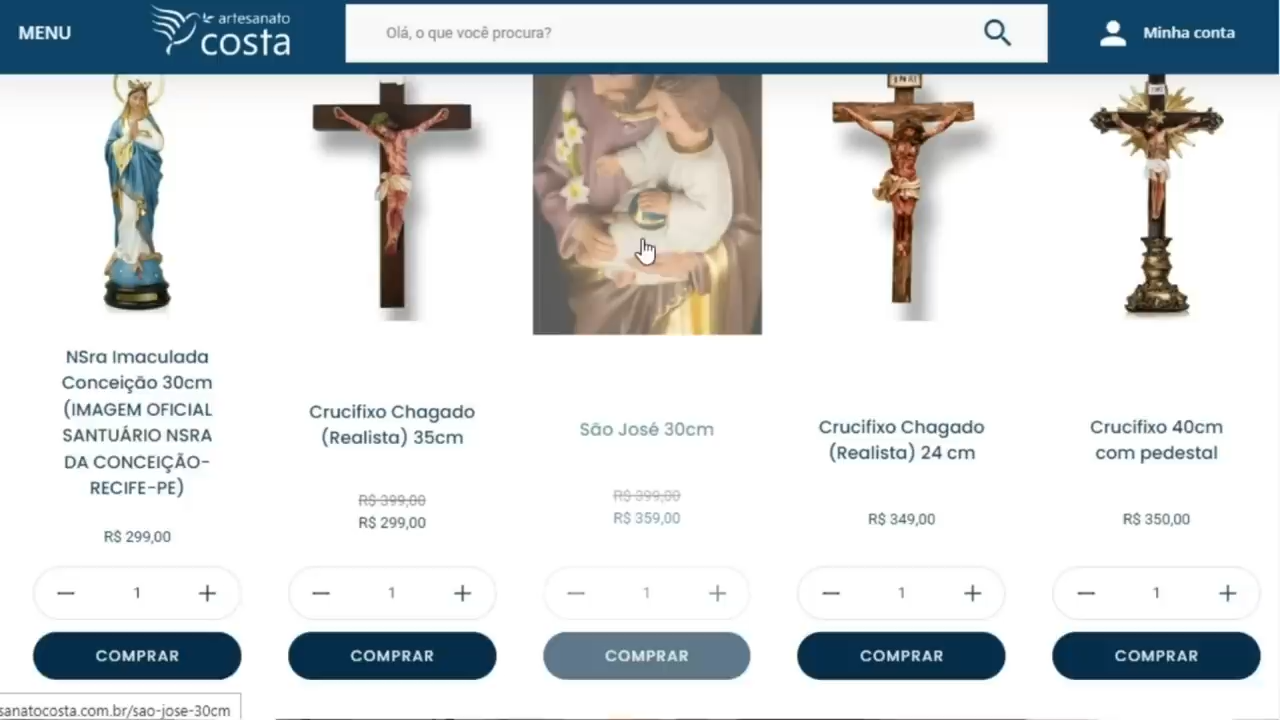 MENU
artesanato
costa
Olá, o que você procura?
Minha conta
INRI
NSra Imaculada
Conceição 30cm
(IMAGEM OFICIAL
SANTUÁRIO NSRA
DA CONCEIÇÃO-
RECIFE-PE)
R$ 299,00
1
COMPRAR
Crucifixo Chagado
(Realista) 35cm
R$ 399,00
R$ 299,00
1
COMPRAR
São José 30cm
R$ 399,00
R$ 359,00
1
COMPRAR
Crucifixo Chagado
(Realista) 24 cm
R$ 349,00
1
COMPRAR
Crucifixo 40cm
com pedestal
R$ 350,00
1
COMPRAR
sanatocosta.com.br/sao-jose-30cm